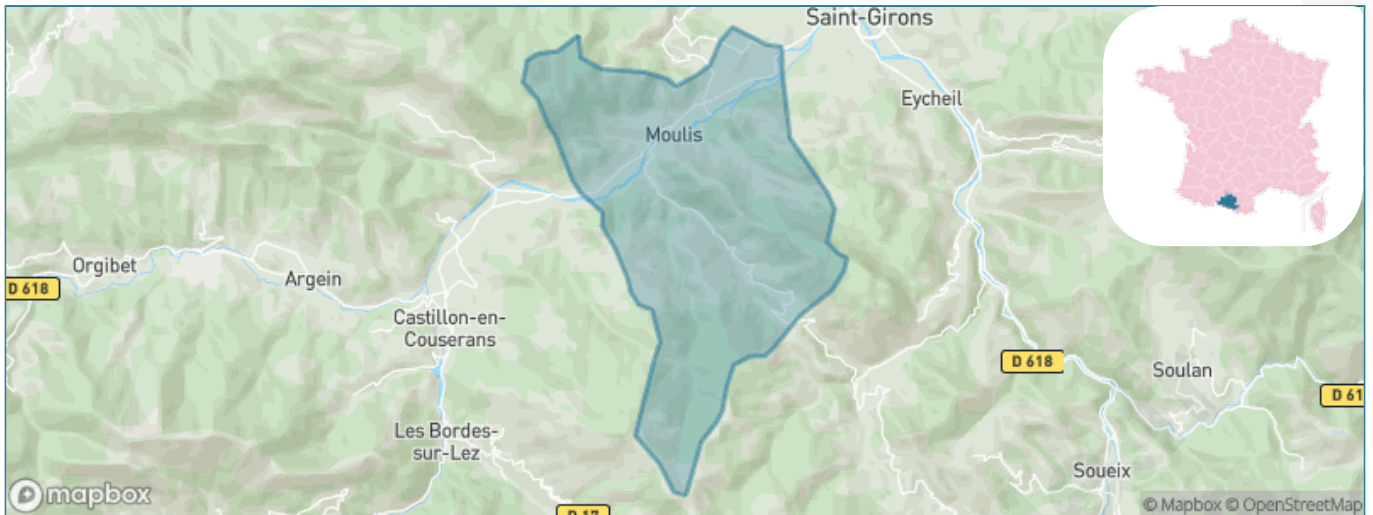 Saint-Girons
Eycheil
Moulis
Orgibet
Argein
D 618
Castillon-en-
Couserans
D 618
Soulan
D 61
Les Bordes-
sur-Lez
Soueix
mapbox
D 17
© Mapbox © OpenStreetMap